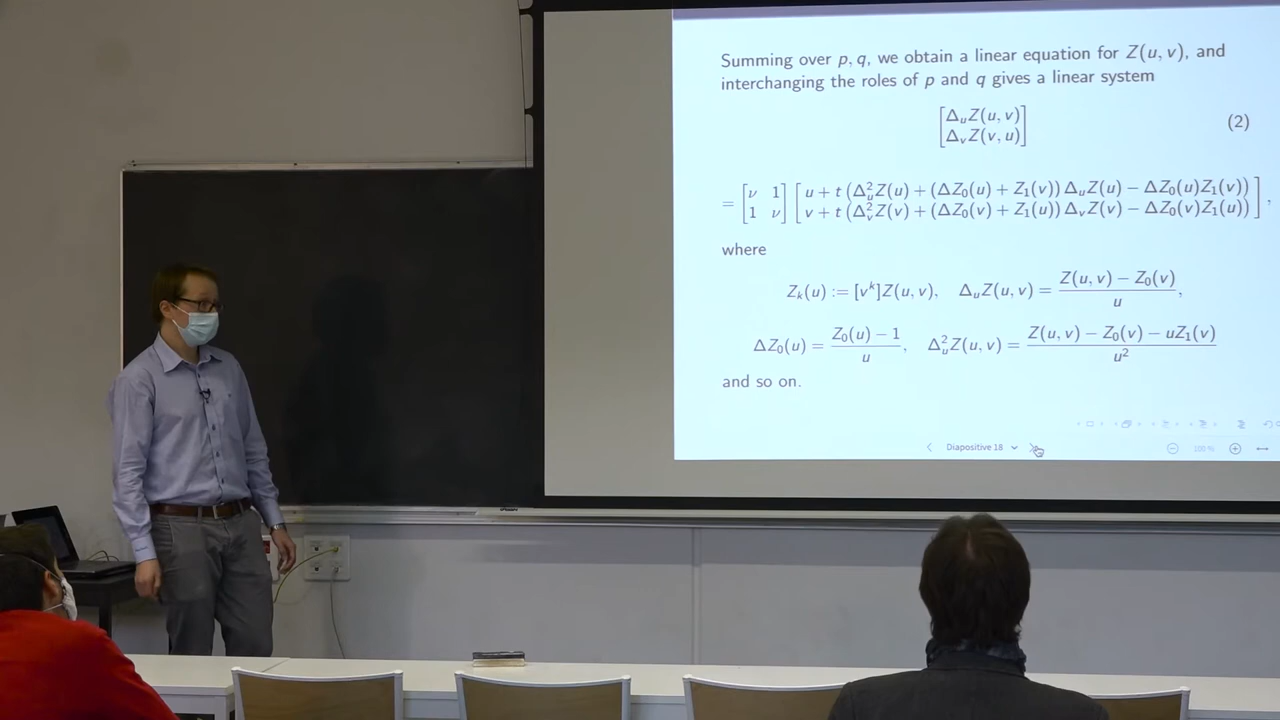 Summing over p, q, we obtain a linear equation for Z(u, v), and
interchanging the roles of p and q gives a linear system
[Δ_u Z(u, v)
Δ_v Z(v, u)] (2)
= [ν 1
1 ν] [u + t (Δ_u^2 Z(u) + (ΔZ_0(u) + Z_1(v)) Δ_u Z(u) − ΔZ_0(u)Z_1(v))
v + t (Δ_v^2 Z(v) + (ΔZ_0(v) + Z_1(u)) Δ_v Z(v) − ΔZ_0(v)Z_1(u))],
where
Z_k(u) := [v^k]Z(u, v), Δ_u Z(u, v) = (Z(u, v) − Z_0(v))/u,
ΔZ_0(u) = (Z_0(u) − 1)/u, Δ_u^2 Z(u, v) = (Z(u, v) − Z_0(v) − uZ_1(v))/u^2
and so on.
Diapositive 18
100 %